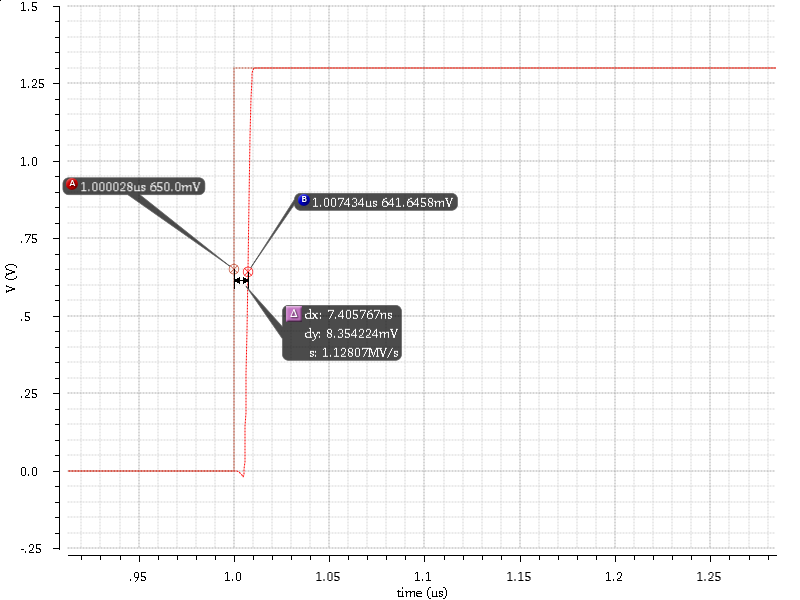 1.5
1.25
1.0
.75
.5
.25
0.0
-.25
V (V)
A 1.000028us 650.0mV
B 1.007434us 641.6458mV
Δ dx: 7.405767ns
dy: 8.354224mV
s: 1.12807MV/s
.95 1.0 1.05 1.1 1.15 1.2 1.25
time (us)